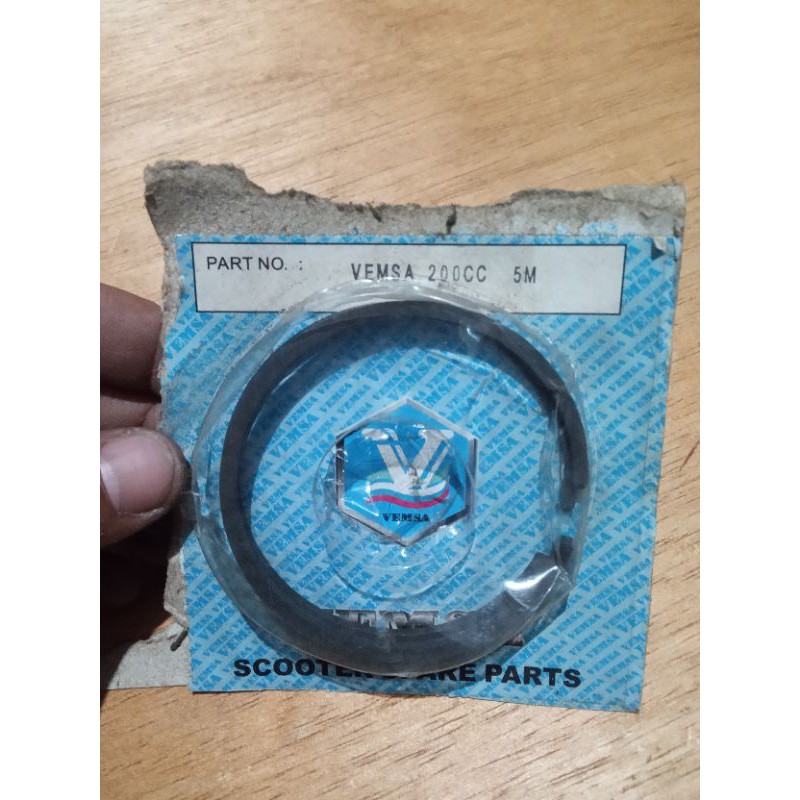 PART NO. : VEMSA 200CC 5M
VEMSA
SCOOTER SPARE PARTS